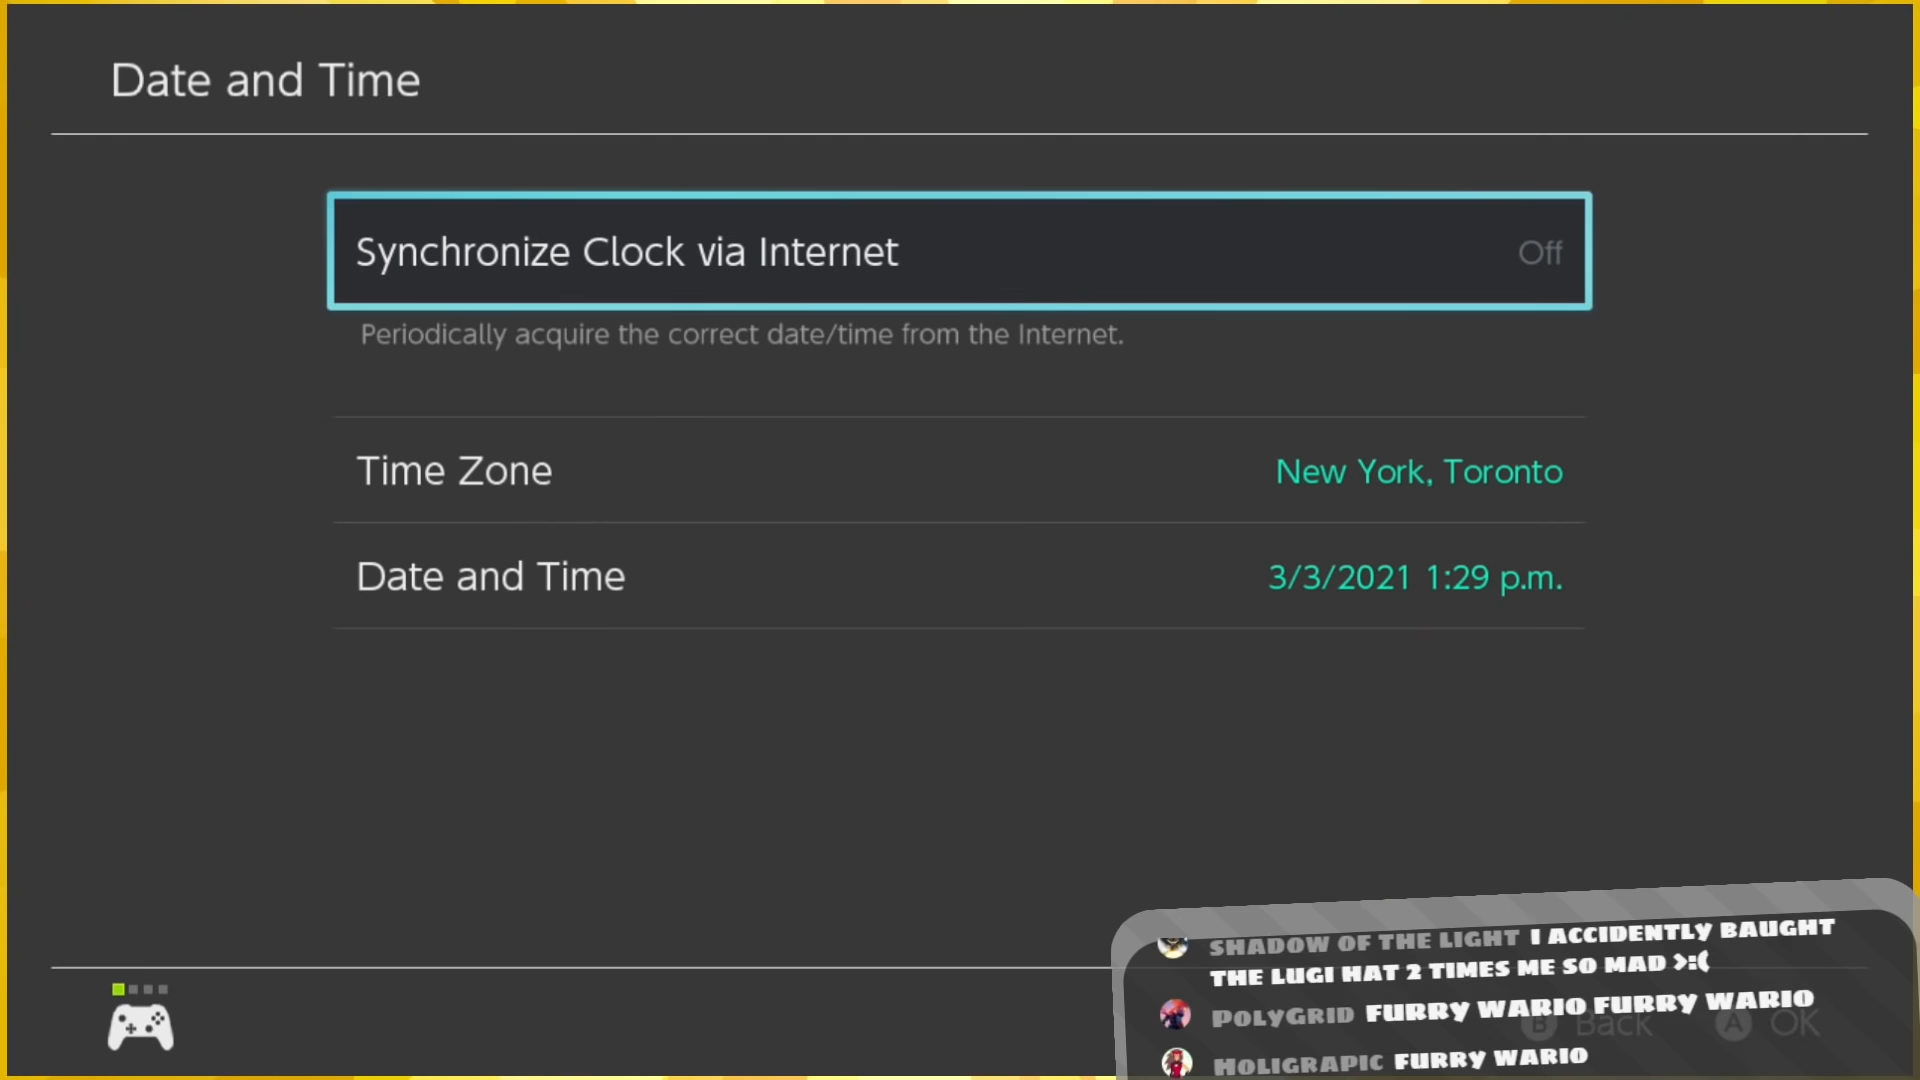 Date and Time
Synchronize Clock via Internet Off
Periodically acquire the correct date/time from the Internet.
Time Zone New York, Toronto
Date and Time 3/3/2021 1:29 p.m.
SHADOW OF THE LIGHT I ACCIDENTLY BAUGHT
THE LUGI HAT 2 TIMES ME SO MAD >:(
POLYGRID FURRY WARIO FURRY WARIO
B Back A OK
HOLIGRAPIC FURRY WARIO